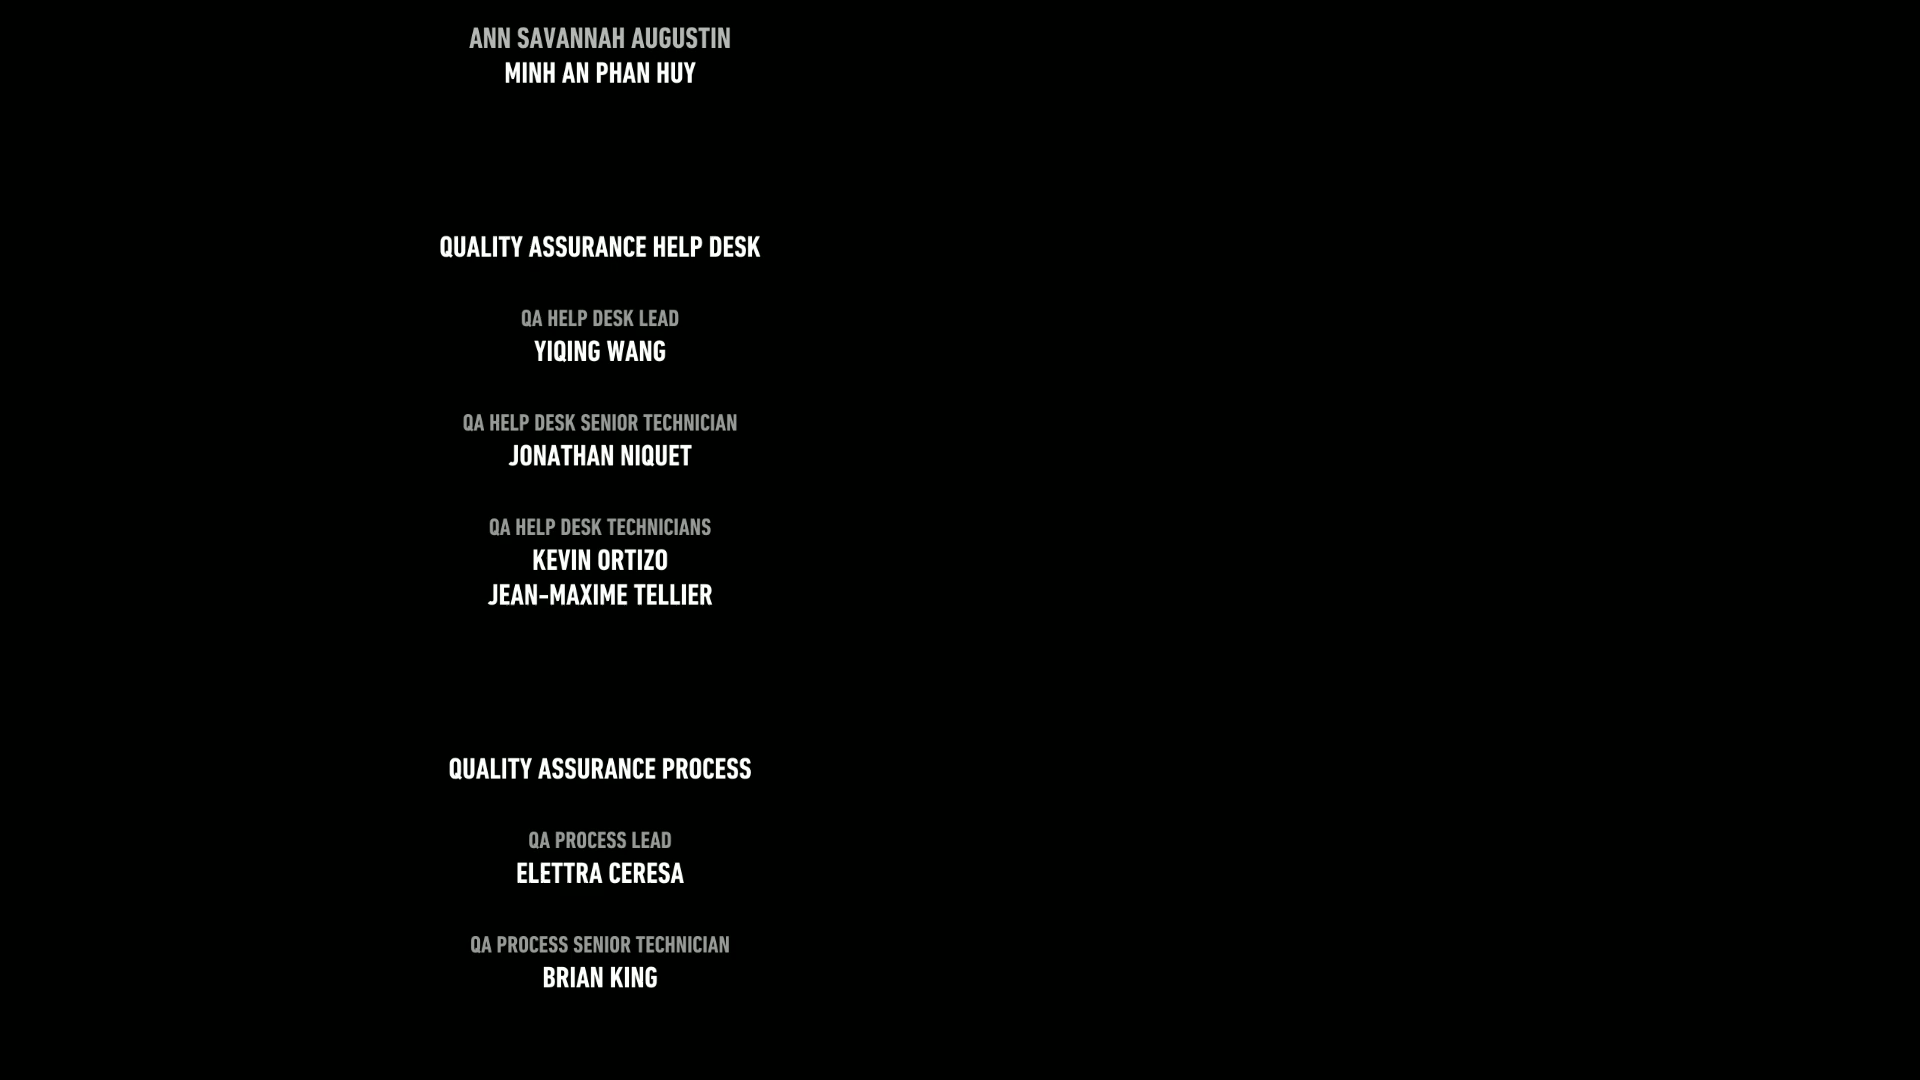 ANN SAVANNAH AUGUSTIN
MINH AN PHAN HUY
QUALITY ASSURANCE HELP DESK
QA HELP DESK LEAD
YIQING WANG
QA HELP DESK SENIOR TECHNICIAN
JONATHAN NIQUET
QA HELP DESK TECHNICIANS
KEVIN ORTIZO
JEAN-MAXIME TELLIER
QUALITY ASSURANCE PROCESS
QA PROCESS LEAD
ELETTRA CERESA
QA PROCESS SENIOR TECHNICIAN
BRIAN KING